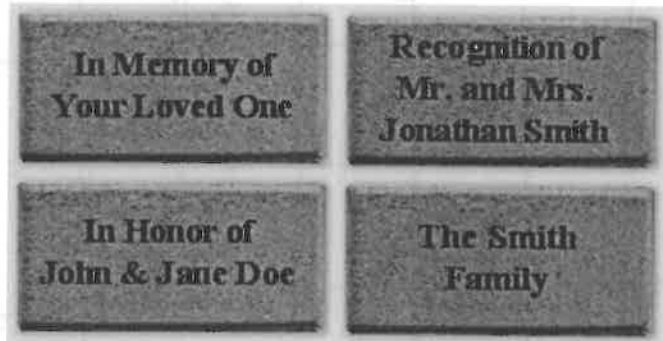 In Memory of
Your Loved One
Recognition of
Mr. and Mrs.
Jonathan Smith
In Honor of
John & Jane Doe
The Smith
Family